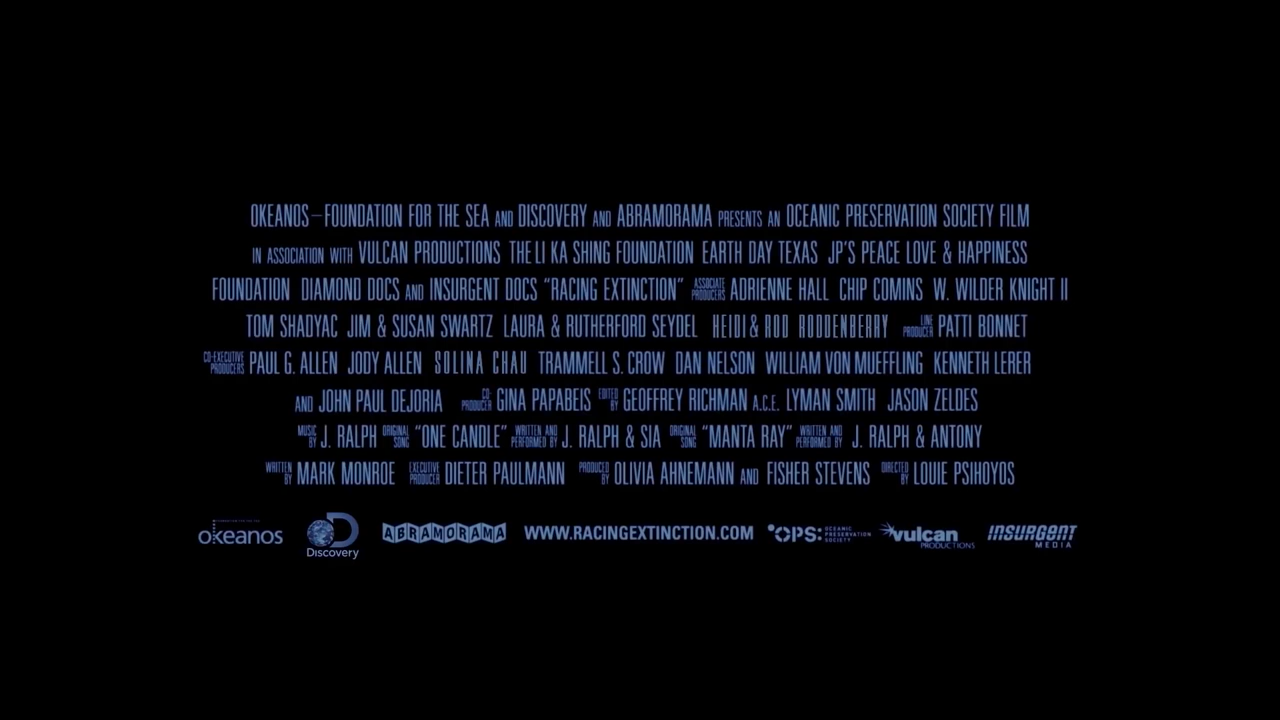 OKEANOS–FOUNDATION FOR THE SEA AND DISCOVERY AND ABRAMORAMA PRESENTS AN OCEANIC PRESERVATION SOCIETY FILM
IN ASSOCIATION WITH VULCAN PRODUCTIONS THE LI KA SHING FOUNDATION EARTH DAY TEXAS JP'S PEACE LOVE & HAPPINESS
FOUNDATION DIAMOND DOCS AND INSURGENT DOCS "RACING EXTINCTION" ASSOCIATE PRODUCERS ADRIENNE HALL CHIP COMINS W. WILDER KNIGHT II
TOM SHADYAC JIM & SUSAN SWARTZ LAURA & RUTHERFORD SEYDEL HEIDI & ROD RODDENBERRY LINE PRODUCER PATTI BONNET
CO-EXECUTIVE PRODUCERS PAUL G. ALLEN JODY ALLEN SOLINA CHAU TRAMMELL S. CROW DAN NELSON WILLIAM VON MUEFFLING KENNETH LERER
AND JOHN PAUL DEJORIA CO-PRODUCER GINA PAPABEIS EDITED BY GEOFFREY RICHMAN A.C.E. LYMAN SMITH JASON ZELDES
MUSIC BY J. RALPH ORIGINAL SONG "ONE CANDLE" WRITTEN AND PERFORMED BY J. RALPH & SIA ORIGINAL SONG "MANTA RAY" WRITTEN AND PERFORMED BY J. RALPH & ANTONY
WRITTEN BY MARK MONROE EXECUTIVE PRODUCER DIETER PAULMANN PRODUCED BY OLIVIA AHNEMANN AND FISHER STEVENS DIRECTED BY LOUIE PSIHOYOS
okeanos Discovery ABRAMORAMA WWW.RACINGEXTINCTION.COM OPS: OCEANIC PRESERVATION SOCIETY vulcan PRODUCTIONS INSURGENT MEDIA